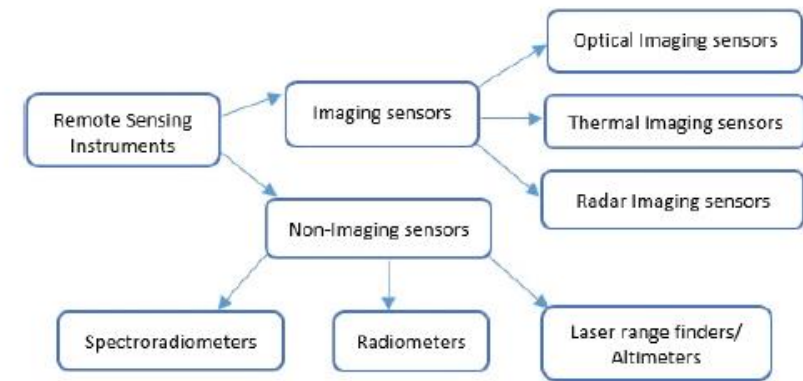 Optical Imaging sensors
Remote Sensing
Instruments
Imaging sensors
Thermal Imaging sensors
Radar Imaging sensors
Non-Imaging sensors
Spectroradiometers
Radiometers
Laser range finders/
Altimeters